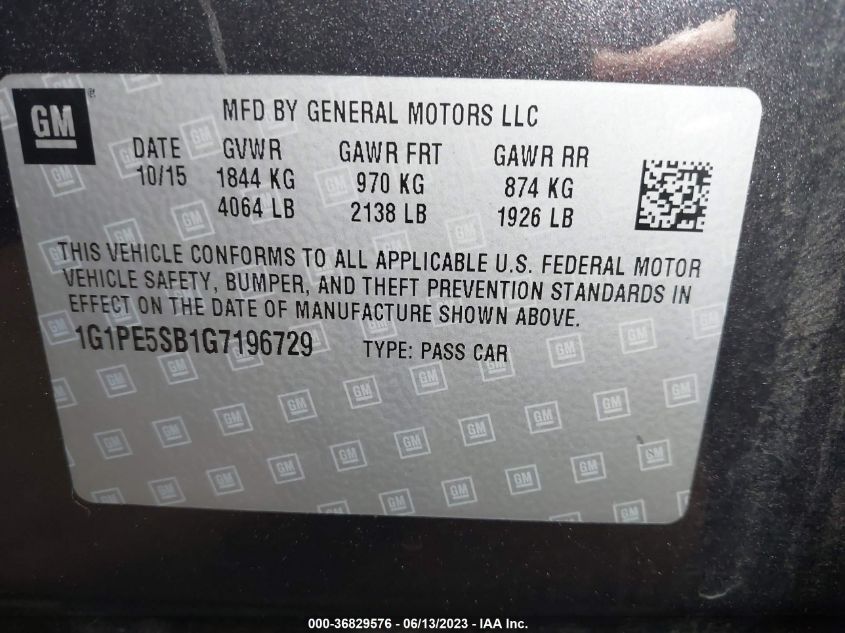 GM
MFD BY GENERAL MOTORS LLC
DATE GVWR GAWR FRT GAWR RR
10/15 1844 KG 970 KG 874 KG
4064 LB 2138 LB 1926 LB
THIS VEHICLE CONFORMS TO ALL APPLICABLE U.S. FEDERAL MOTOR
VEHICLE SAFETY, BUMPER, AND THEFT PREVENTION STANDARDS IN
EFFECT ON THE DATE OF MANUFACTURE SHOWN ABOVE.
1G1PE5SB1G7196729 TYPE: PASS CAR
000-36829576 - 06/13/2023 - IAA Inc.